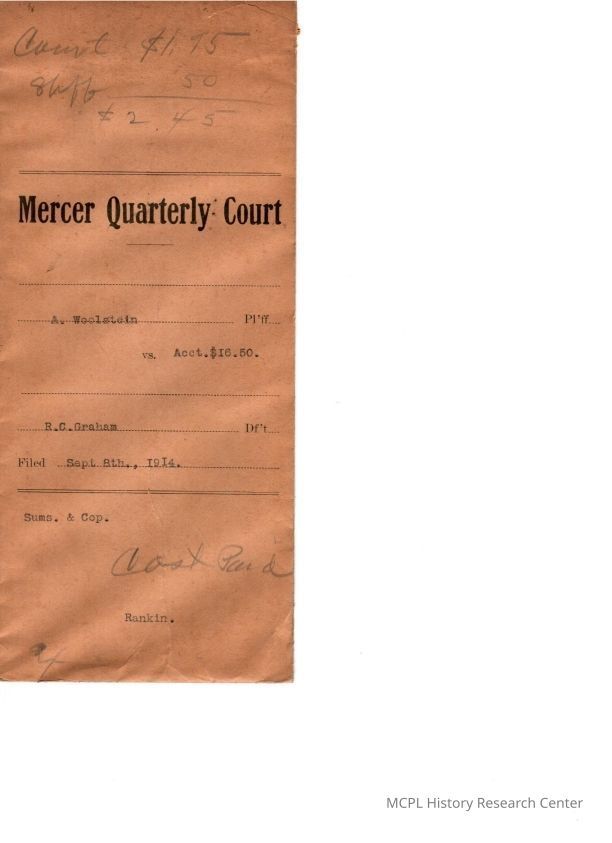 Court $1.95
Shff 50
$2.45
Mercer Quarterly Court
A. Woolstein Pl'ff.
vs. Acct.$16.50.
R.C.Graham Df't
Filed Sept 8th., 1914.
Sums. & Cop.
Cost Paid
Rankin.
MCPL History Research Center